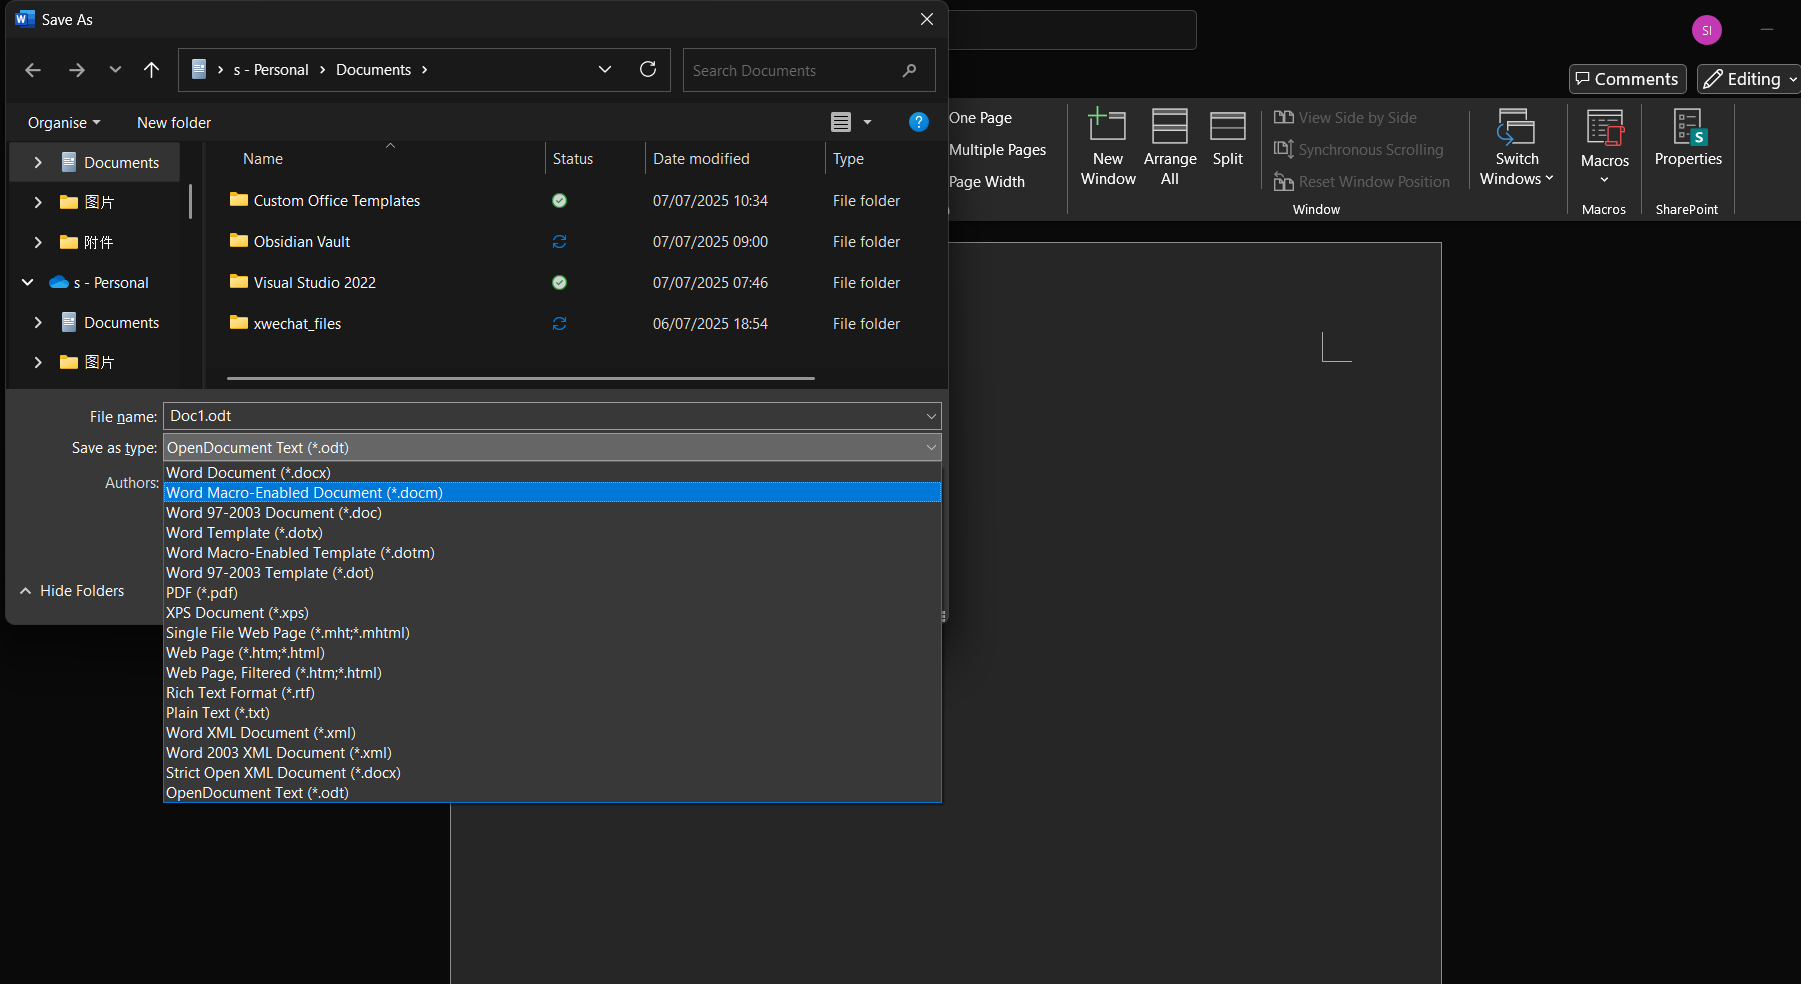 Save As
SI
s - Personal
Documents
Search Documents
Comments
Editing
Organise
New folder
?
One Page
Multiple Pages
Page Width
New Window
Arrange All
Split
View Side by Side
Synchronous Scrolling
Reset Window Position
Window
Switch Windows
Macros
Macros
Properties
SharePoint
Documents
图片
附件
s - Personal
Documents
图片
Name Status Date modified Type
Custom Office Templates 07/07/2025 10:34 File folder
Obsidian Vault 07/07/2025 09:00 File folder
Visual Studio 2022 07/07/2025 07:46 File folder
xwechat_files 06/07/2025 18:54 File folder
File name: Doc1.odt
Save as type: OpenDocument Text (*.odt)
Authors:
Word Document (*.docx)
Word Macro-Enabled Document (*.docm)
Word 97-2003 Document (*.doc)
Word Template (*.dotx)
Word Macro-Enabled Template (*.dotm)
Word 97-2003 Template (*.dot)
PDF (*.pdf)
XPS Document (*.xps)
Single File Web Page (*.mht;*.mhtml)
Web Page (*.htm;*.html)
Web Page, Filtered (*.htm;*.html)
Rich Text Format (*.rtf)
Plain Text (*.txt)
Word XML Document (*.xml)
Word 2003 XML Document (*.xml)
Strict Open XML Document (*.docx)
OpenDocument Text (*.odt)
Hide Folders